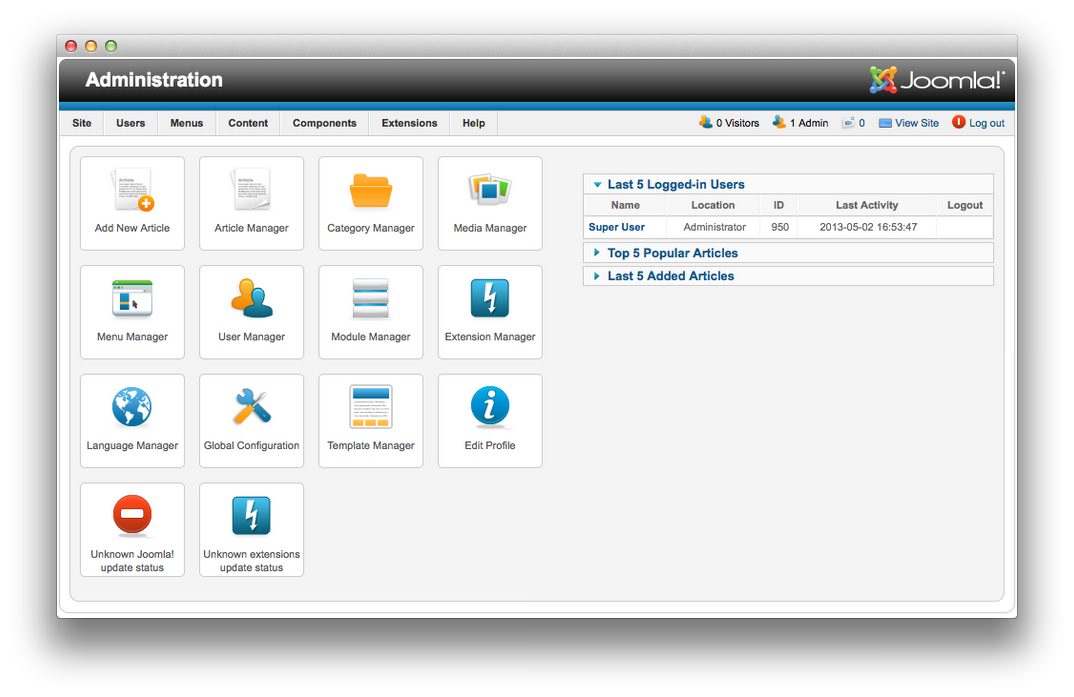 Administration
Joomla!
Site Users Menus Content Components Extensions Help 0 Visitors 1 Admin 0 View Site Log out
Article
Add New Article
Article
Article Manager
Category Manager
Media Manager
Menu Manager
User Manager
Module Manager
Extension Manager
Language Manager
Global Configuration
Template Manager
Edit Profile
Unknown Joomla!
update status
Unknown extensions
update status
Last 5 Logged-in Users
Name Location ID Last Activity Logout
Super User Administrator 950 2013-05-02 16:53:47
Top 5 Popular Articles
Last 5 Added Articles